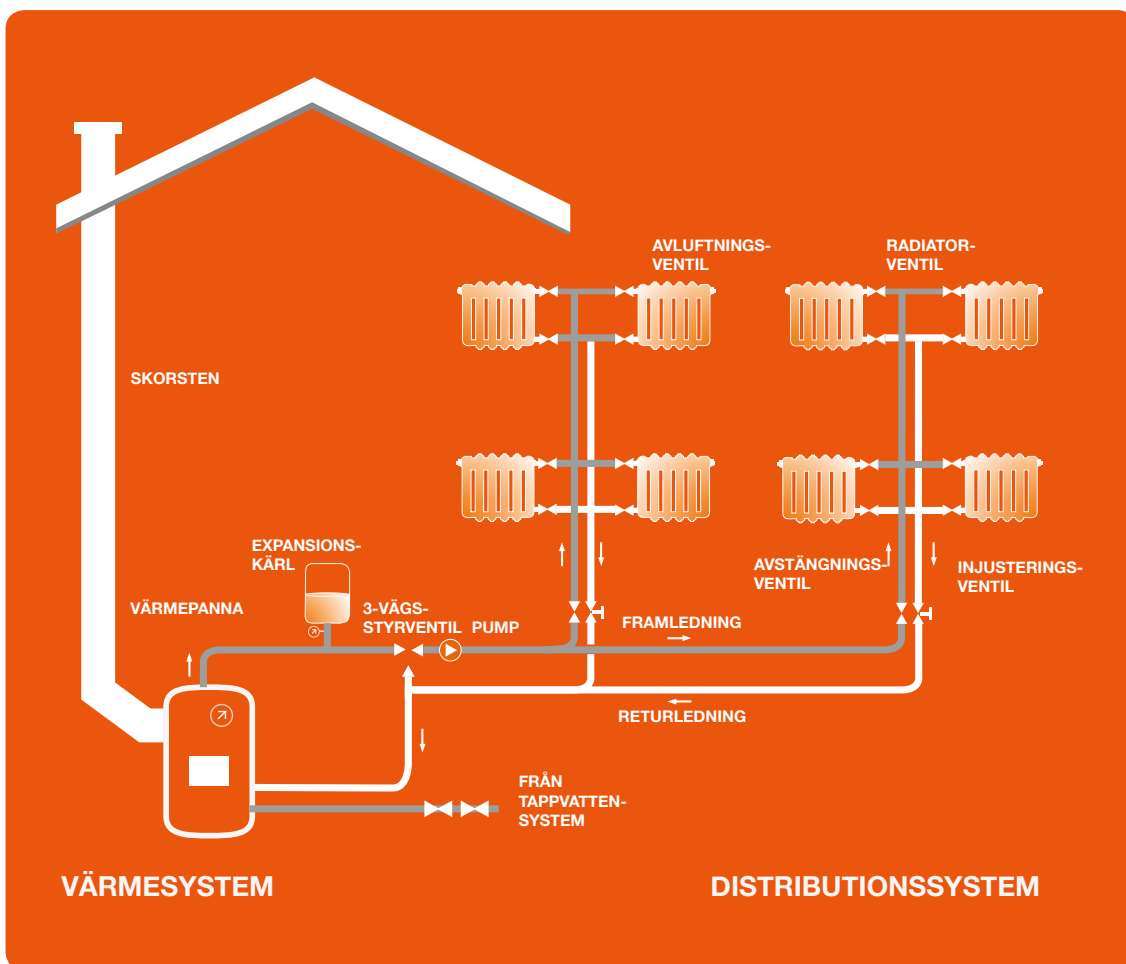 AVLUFTNINGS-
VENTIL
RADIATOR-
VENTIL
SKORSTEN
EXPANSIONS-
KÄRL
AVSTÄNGNINGS-
VENTIL
INJUSTERINGS-
VENTIL
VÄRMEPANNA
3-VÄGS-
STYRVENTIL PUMP
FRAMLEDNING
RETURLEDNING
FRÅN
TAPPVATTEN-
SYSTEM
VÄRMESYSTEM
DISTRIBUTIONSSYSTEM